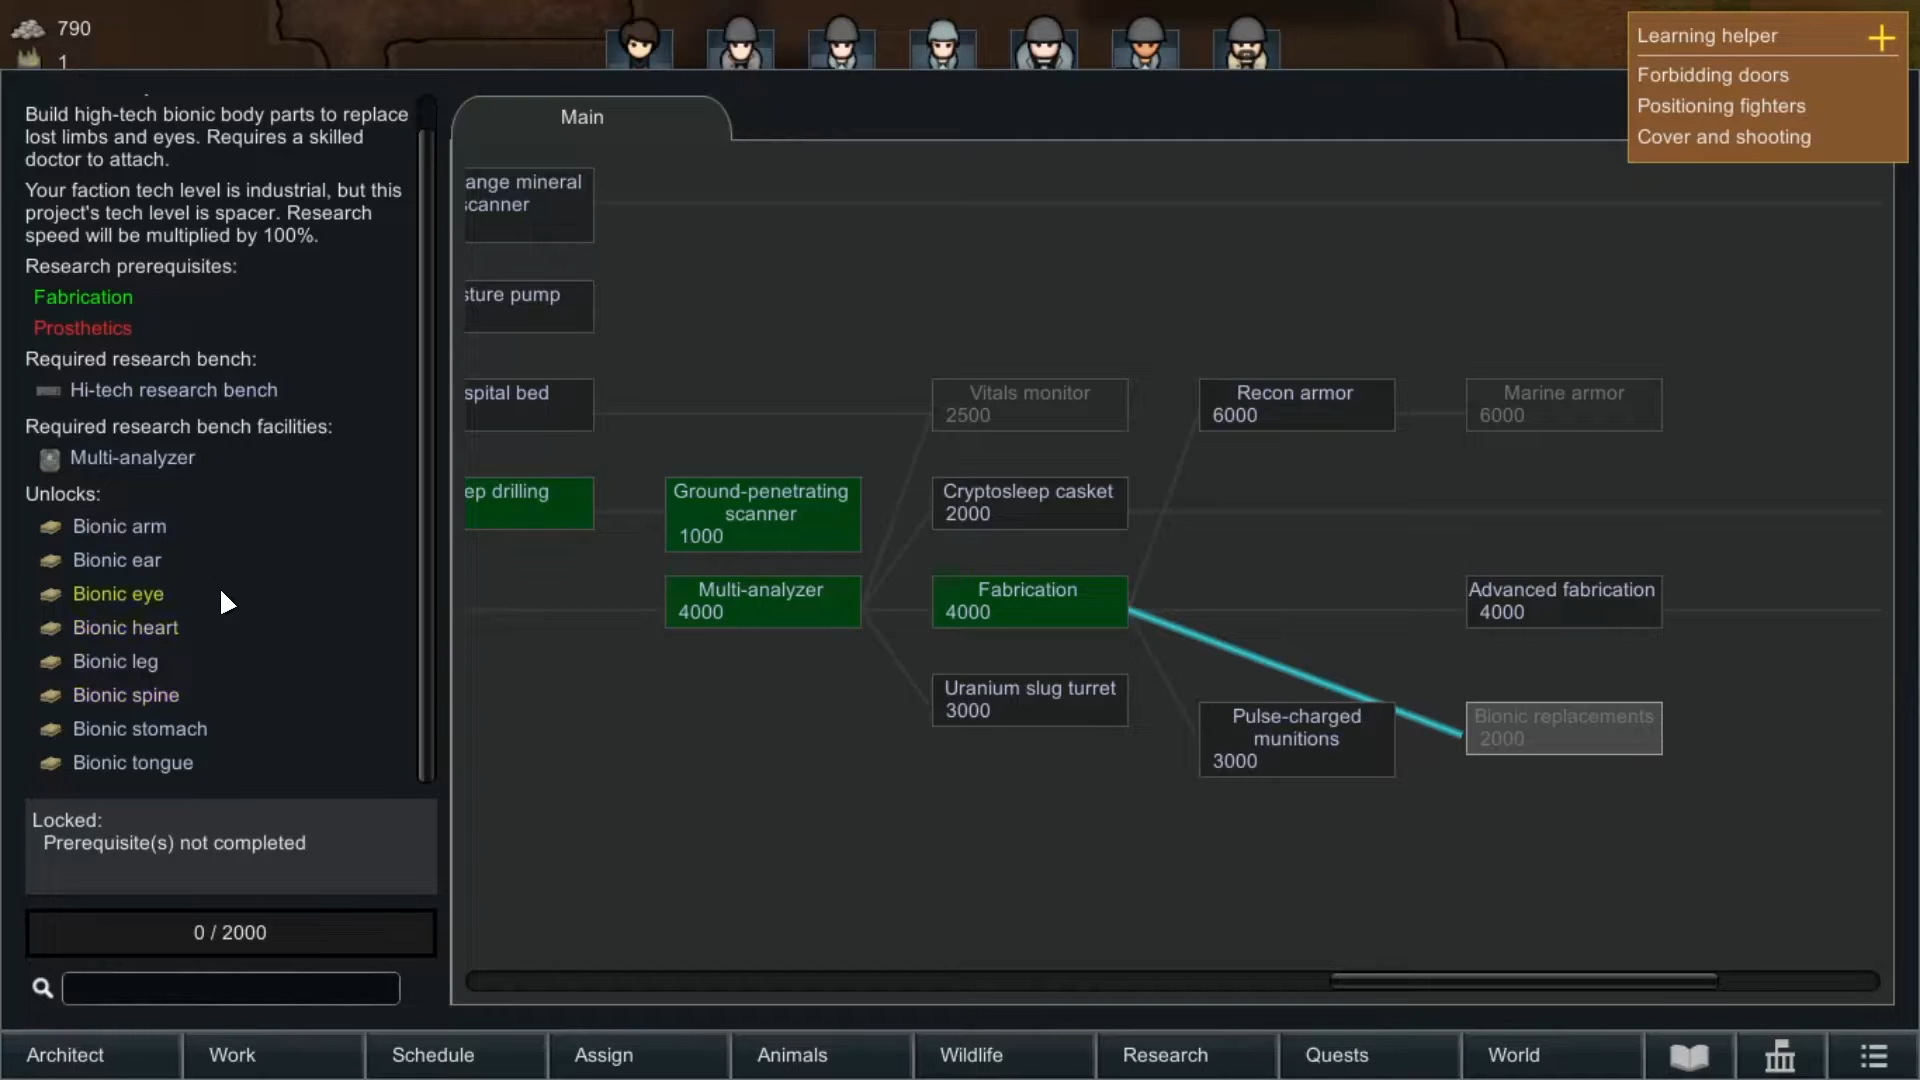 790
1
Learning helper
Forbidding doors
Positioning fighters
Cover and shooting
Build high-tech bionic body parts to replace
lost limbs and eyes. Requires a skilled
doctor to attach.
Your faction tech level is industrial, but this
project's tech level is spacer. Research
speed will be multiplied by 100%.
Research prerequisites:
Fabrication
Prosthetics
Required research bench:
Hi-tech research bench
Required research bench facilities:
Multi-analyzer
Unlocks:
Bionic arm
Bionic ear
Bionic eye
Bionic heart
Bionic leg
Bionic spine
Bionic stomach
Bionic tongue
Locked:
Prerequisite(s) not completed
0 / 2000
Main
ange mineral
scanner
sture pump
spital bed
Vitals monitor
2500
Recon armor
6000
Marine armor
6000
ep drilling
Ground-penetrating
scanner
1000
Cryptosleep casket
2000
Multi-analyzer
4000
Fabrication
4000
Advanced fabrication
4000
Uranium slug turret
3000
Pulse-charged
munitions
3000
Bionic replacements
2000
Architect
Work
Schedule
Assign
Animals
Wildlife
Research
Quests
World